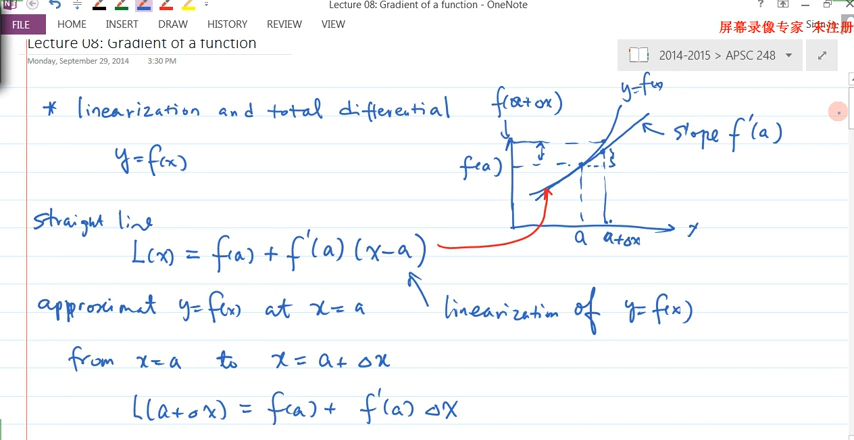 Lecture 08: Gradient of a function - OneNote
屏幕录像专家 未注册
FILE HOME INSERT DRAW HISTORY REVIEW VIEW
Lecture 08: Gradient of a function
Monday, September 29, 2014 3:30 PM
2014-2015 > APSC 248
* linearization and total differential
f(a+Δx)
y=f(x)
y=f(x)
f(a)
slope f'(a)
a a+Δx x
straight line
L(x) = f(a) + f'(a) (x-a)
approximat y=f(x) at x=a
linearization of y=f(x)
from x=a to x=a+Δx
L(a+Δx) = f(a) + f'(a) Δx